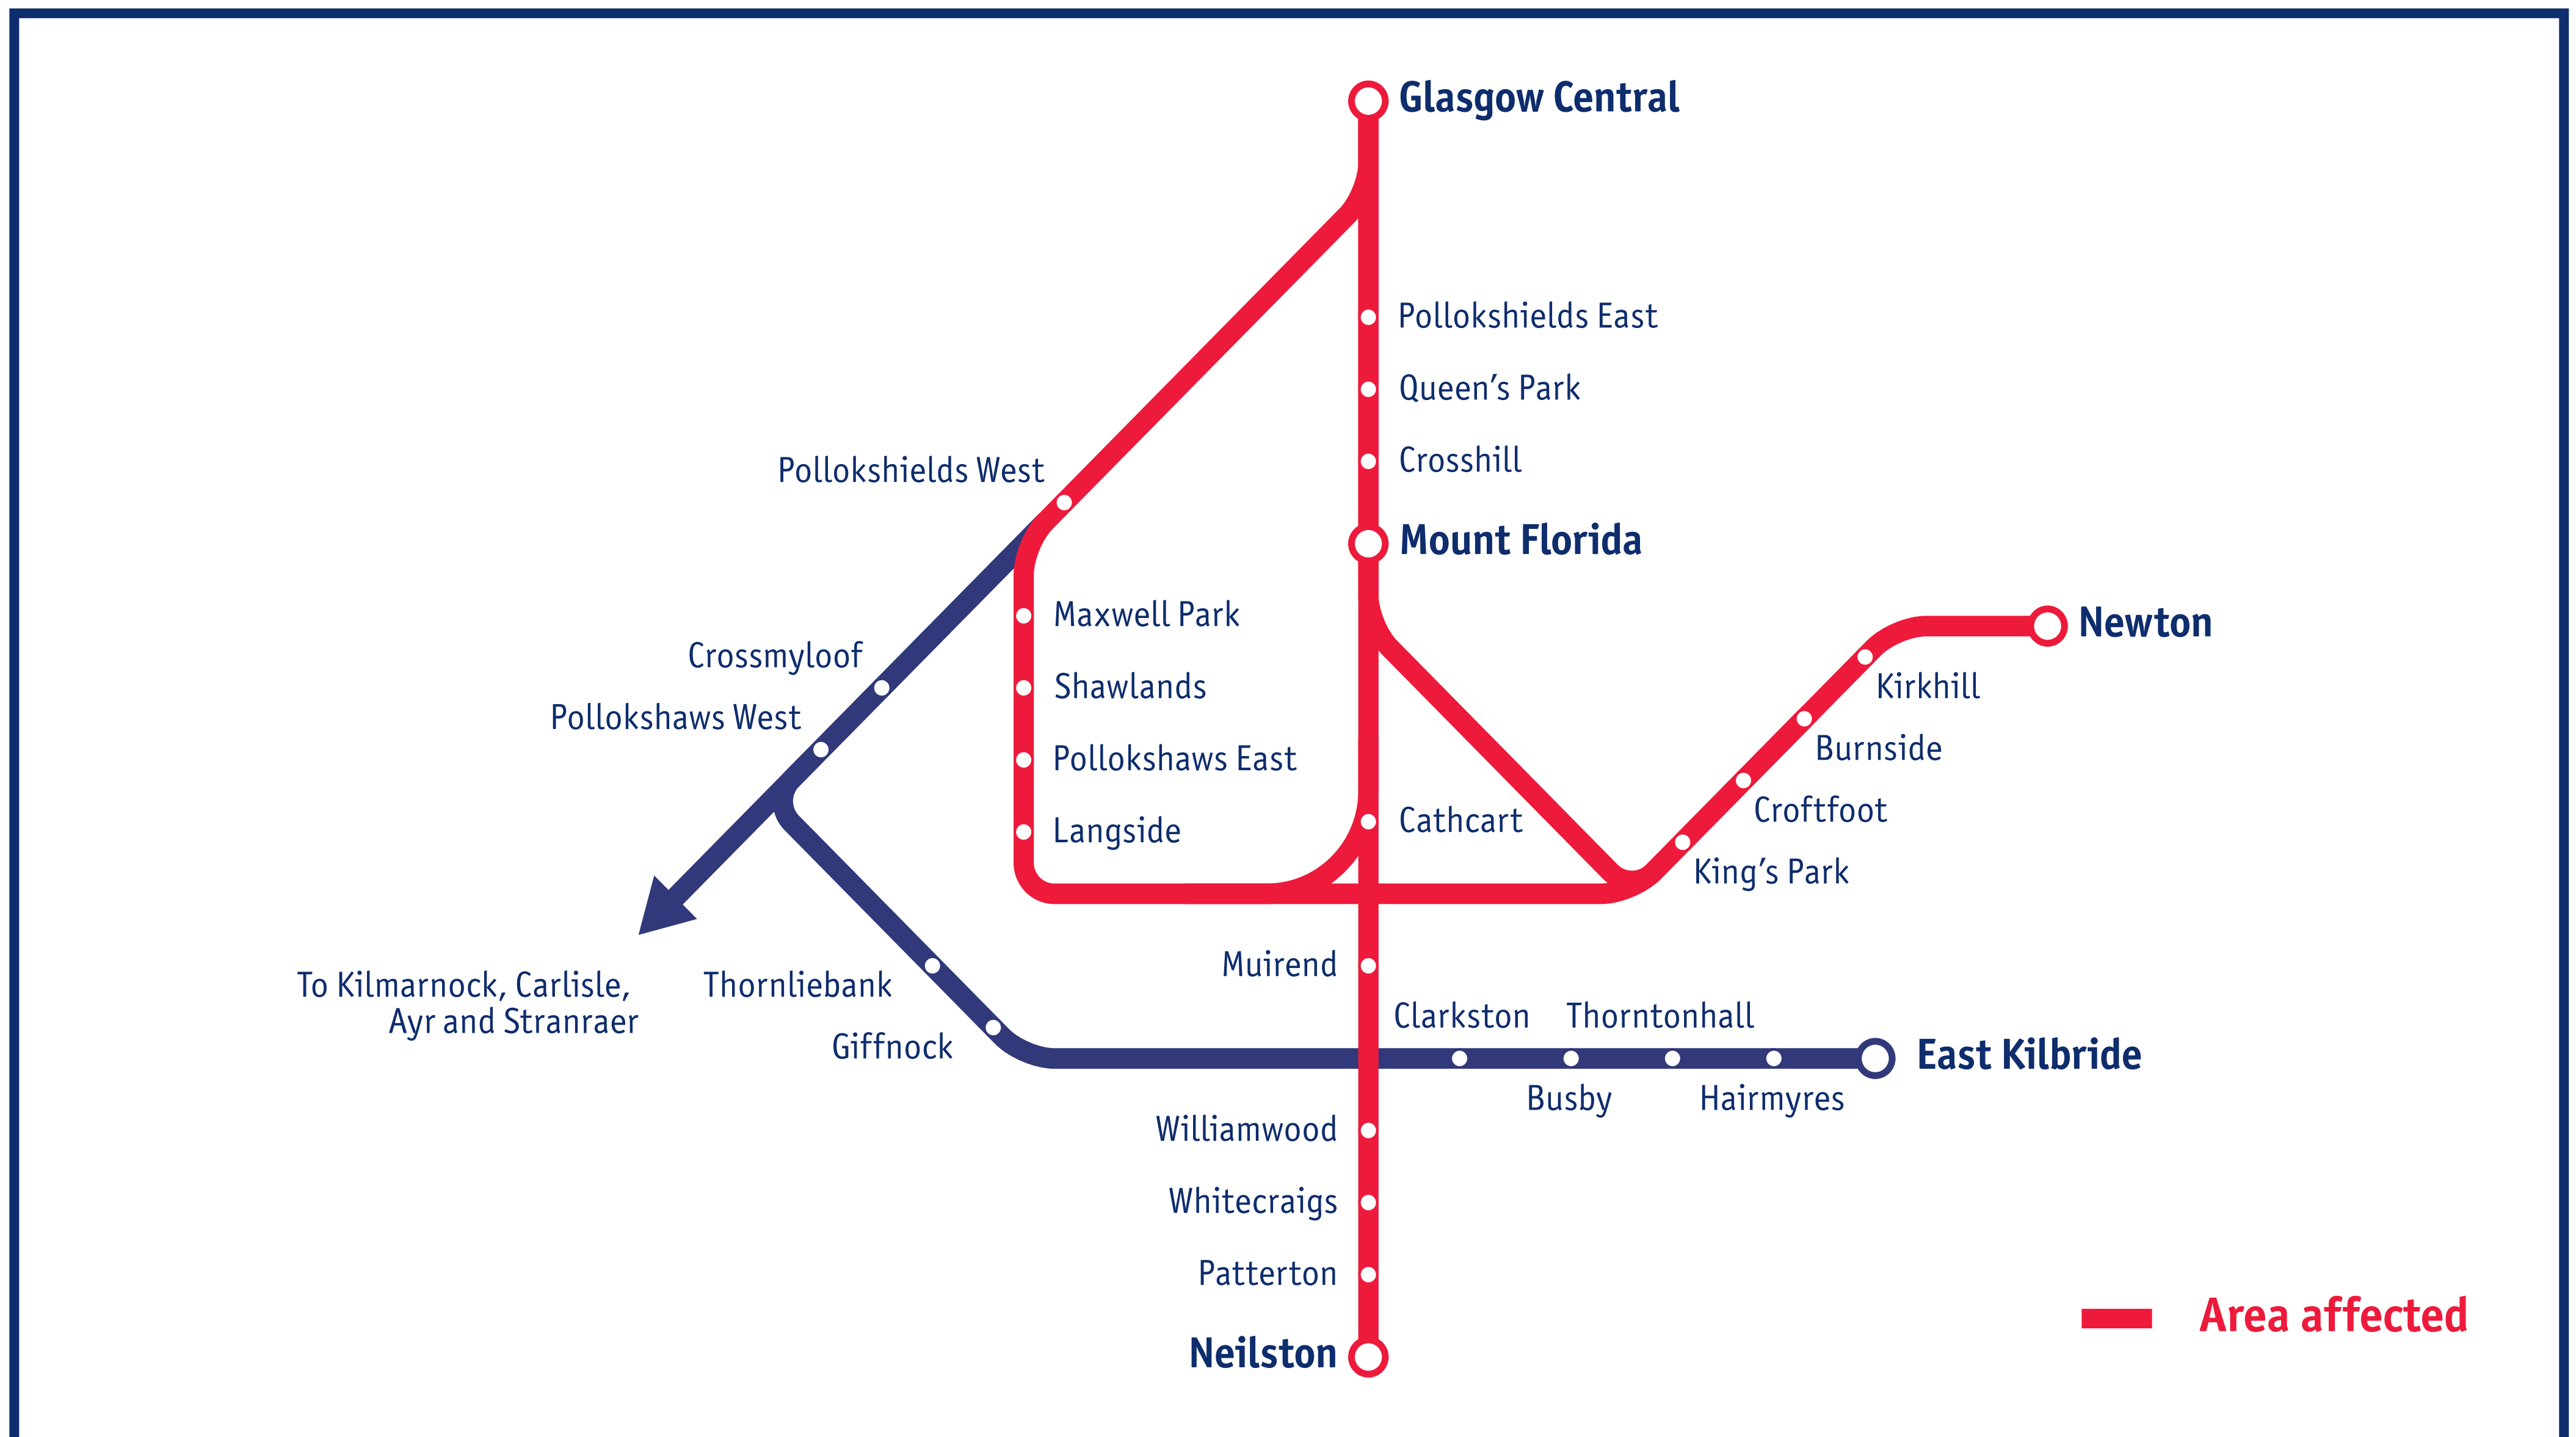 Glasgow Central
Pollokshields East
Queen’s Park
Crosshill
Pollokshields West
Mount Florida
Maxwell Park
Newton
Crossmyloof
Shawlands
Kirkhill
Pollokshaws West
Burnside
Pollokshaws East
Croftfoot
Langside
Cathcart
King’s Park
Muirend
To Kilmarnock, Carlisle,
Ayr and Stranraer
Thornliebank
Clarkston
Thorntonhall
Giffnock
East Kilbride
Busby
Hairmyres
Williamwood
Whitecraigs
Patterton
Area affected
Neilston